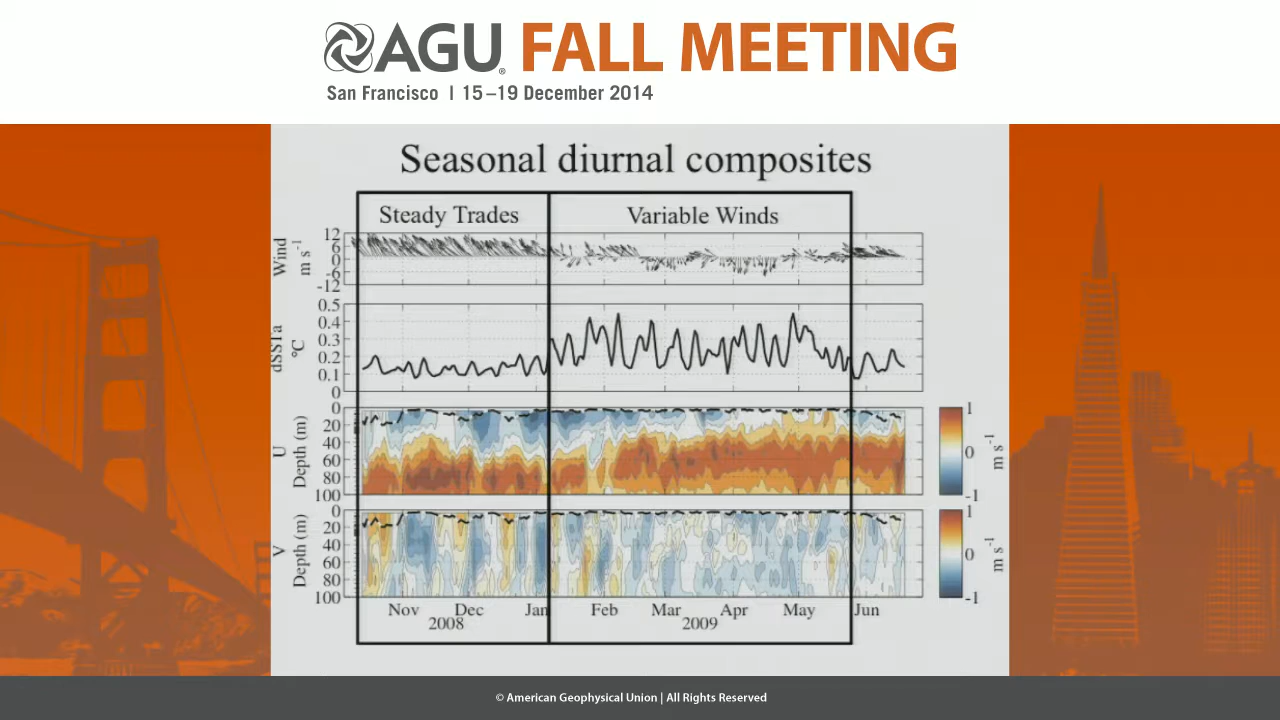 AGU® FALL MEETING
San Francisco | 15–19 December 2014
Seasonal diurnal composites
Steady Trades Variable Winds
Wind
m s⁻¹
12
6
0
-6
-12
dSSTa
°C
0.5
0.4
0.3
0.2
0.1
0
U
Depth (m)
0
20
40
60
80
100
1
0
-1
m s⁻¹
V
Depth (m)
0
20
40
60
80
100
1
0
-1
m s⁻¹
Nov Dec Jan Feb Mar Apr May Jun
2008 2009
© American Geophysical Union | All Rights Reserved